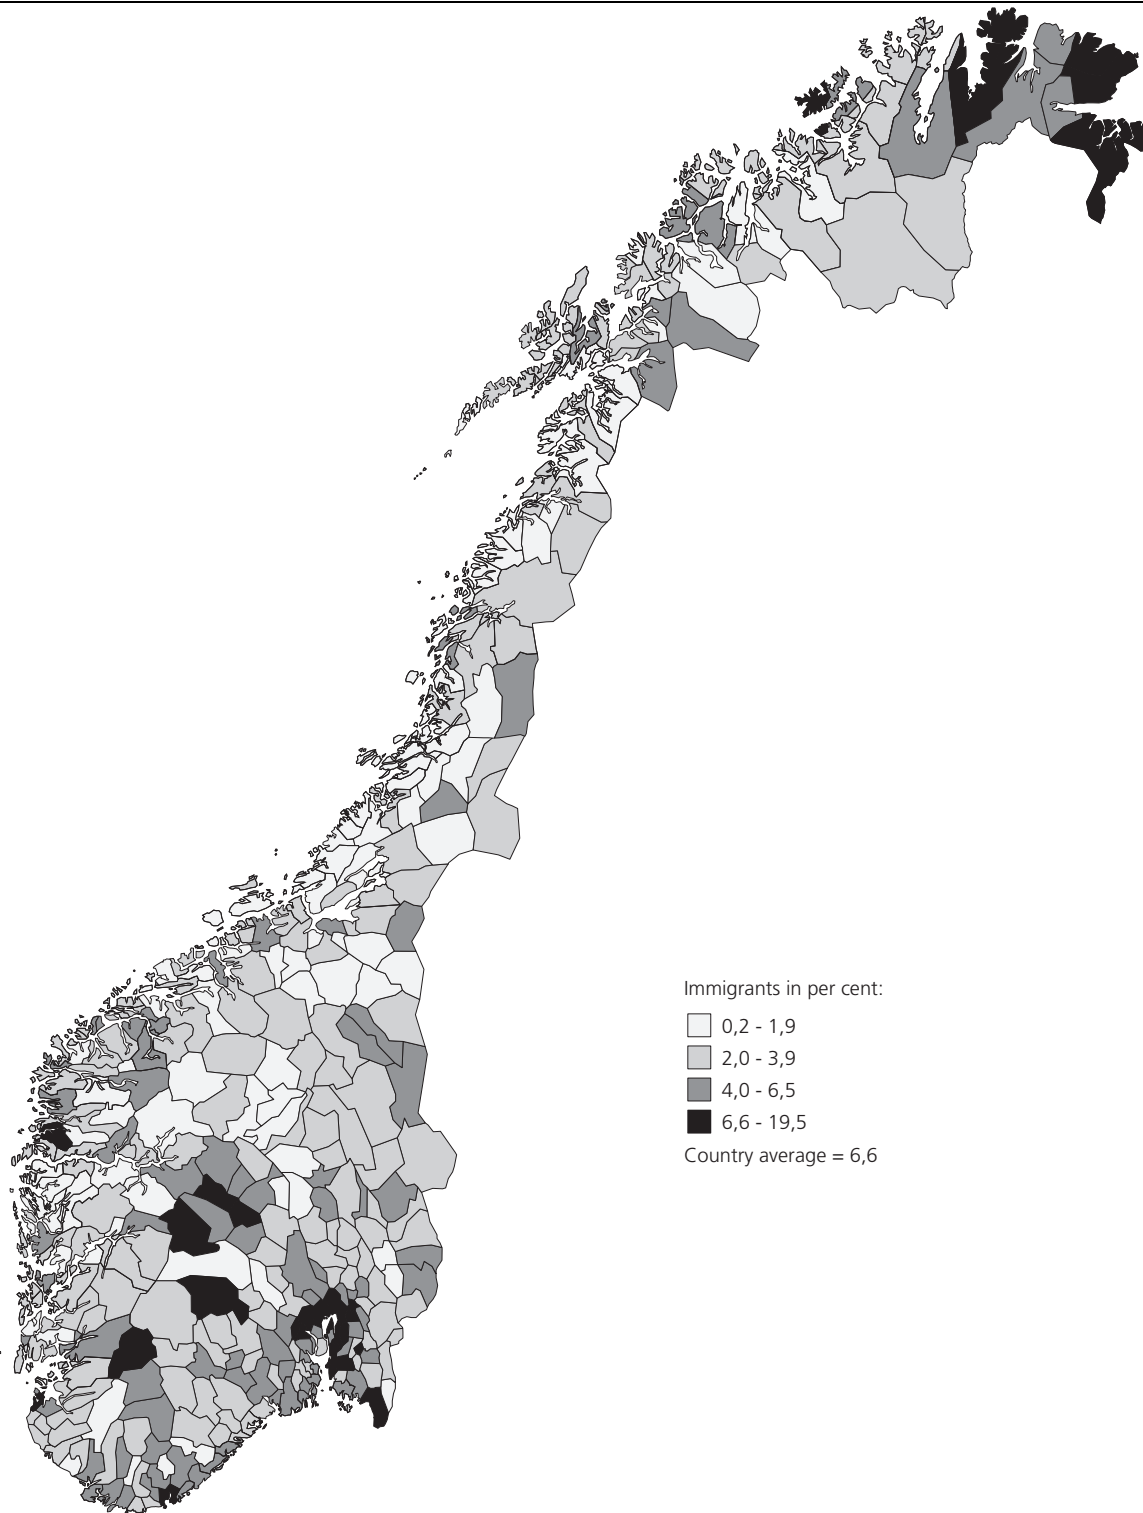 Immigrants in per cent:
0,2 - 1,9
2,0 - 3,9
4,0 - 6,5
6,6 - 19,5
Country average = 6,6